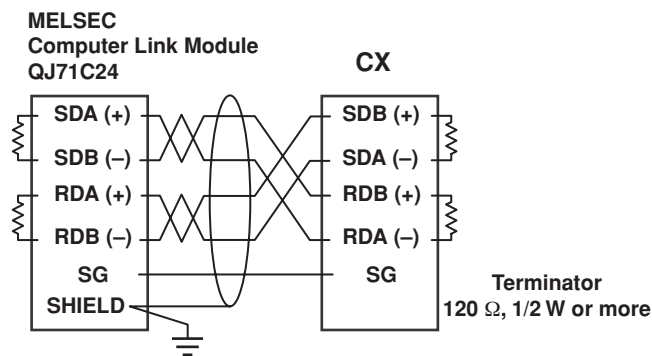 MELSEC
Computer Link Module
QJ71C24
CX
SDA (+)
SDB (–)
RDA (+)
RDB (–)
SG
SHIELD
SDB (+)
SDA (–)
RDB (+)
RDA (–)
SG
Terminator
120 Ω, 1/2 W or more